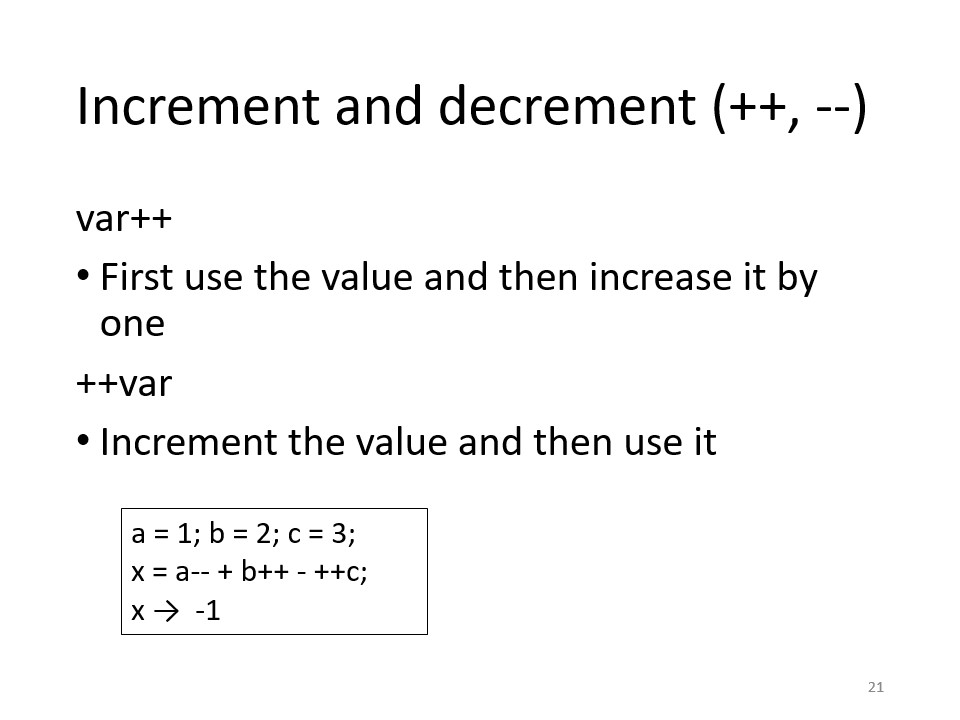 Increment and decrement (++, --)
var++
• First use the value and then increase it by
one
++var
• Increment the value and then use it
a = 1; b = 2; c = 3;
x = a-- + b++ - ++c;
x → -1
21